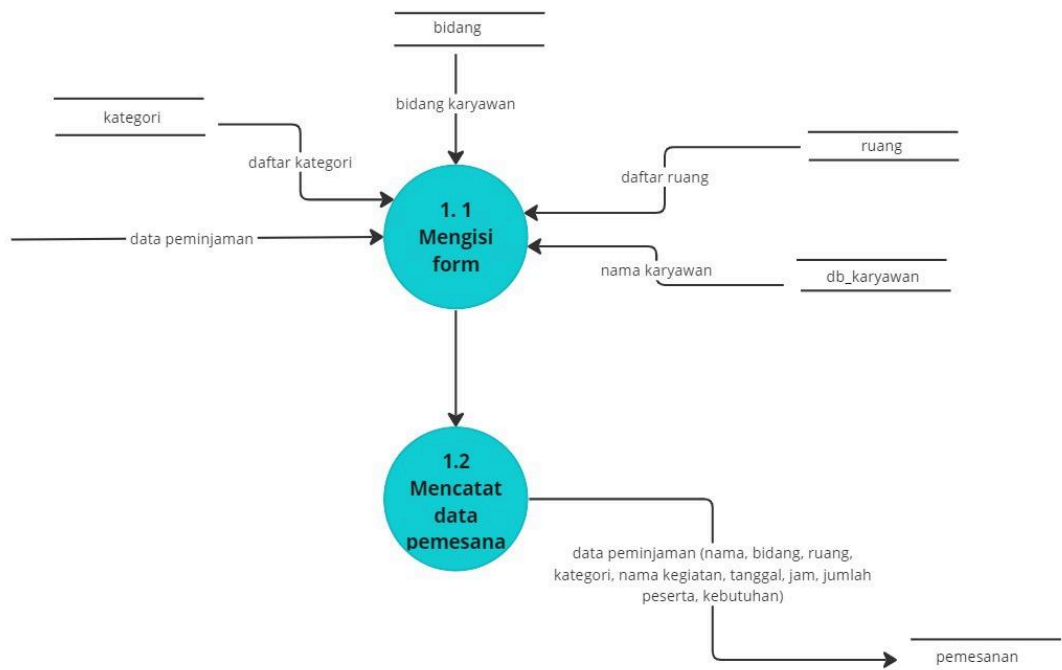 bidang
bidang karyawan
kategori
daftar kategori
ruang
daftar ruang
1. 1
Mengisi
form
data peminjaman
nama karyawan
db_karyawan
1.2
Mencatat
data
pemesana
data peminjaman (nama, bidang, ruang,
kategori, nama kegiatan, tanggal, jam, jumlah
peserta, kebutuhan)
pemesanan